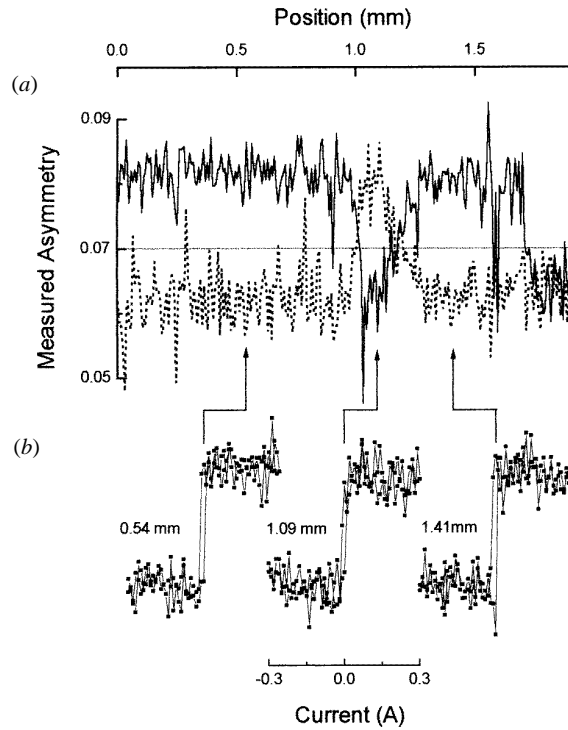 Position (mm)
0.0 0.5 1.0 1.5
(a)
0.09
0.07
0.05
Measured Asymmetry
(b)
0.54 mm 1.09 mm 1.41mm
-0.3 0.0 0.3
Current (A)